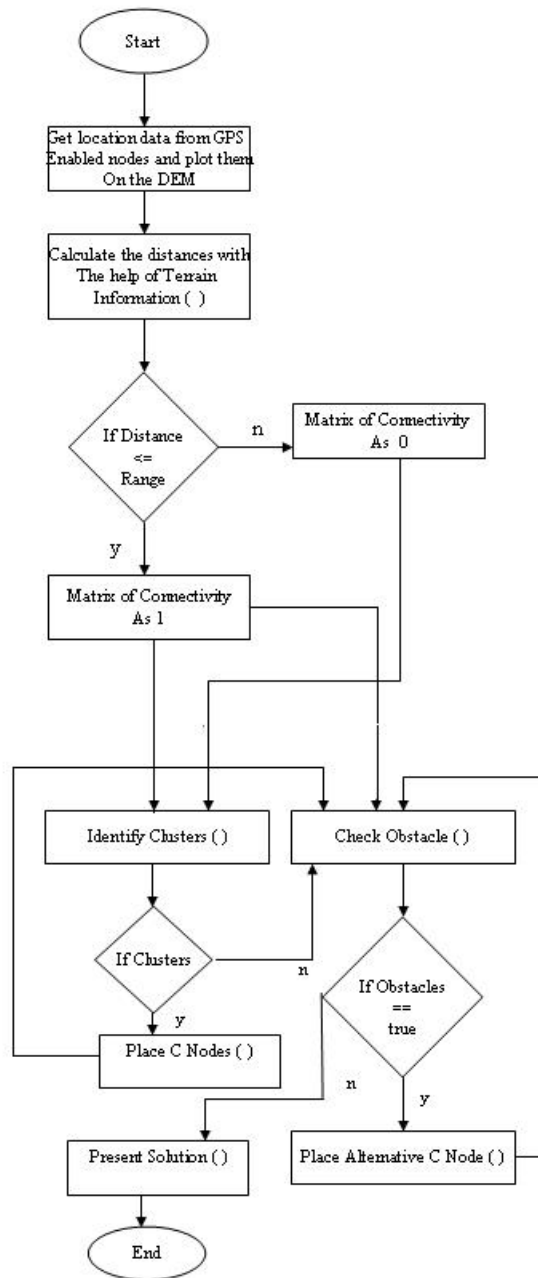 Start
Get location data from GPS
Enabled nodes and plot them
On the DEM
Calculate the distances with
The help of Terrain
Information ( )
If Distance
<=
Range
n
Matrix of Connectivity
As 0
y
Matrix of Connectivity
As 1
Identify Clusters ( )
Check Obstacle ( )
If Clusters
n
If Obstacles
==
true
y
Place C Nodes ( )
n
y
Present Solution ( )
Place Alternative C Node ( )
End